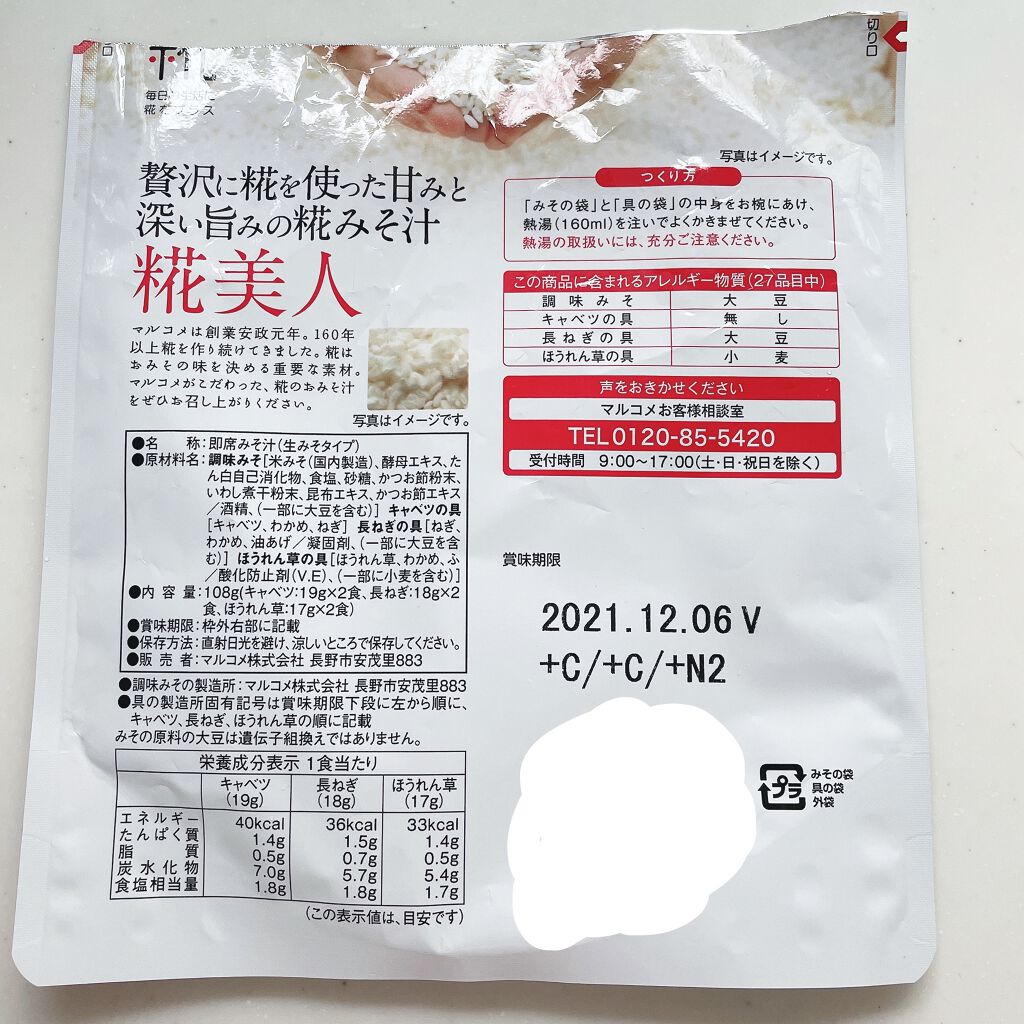 切り口
口
毎日
糀
写真はイメージです。
贅沢に糀を使った甘みと
深い旨みの糀みそ汁
糀美人
マルコメは創業安政元年。160年
以上糀を作り続けてきました。糀は
おみその味を決める重要な素材。
マルコメがこだわった、糀のおみそ汁
をぜひお召し上がりください。
写真はイメージです。
●名　称:即席みそ汁(生みそタイプ)
●原材料名:調味みそ[米みそ(国内製造)、酵母エキス、た
ん白自己消化物、食塩、砂糖、かつお節粉末、
いわし煮干粉末、昆布エキス、かつお節エキス
／酒精、(一部に大豆を含む)] キャベツの具
[キャベツ、わかめ、ねぎ] 長ねぎの具[ねぎ、
わかめ、油あげ／凝固剤、(一部に大豆を含
む)] ほうれん草の具[ほうれん草、わかめ、ふ
／酸化防止剤(V.E)、(一部に小麦を含む)]
●内容量:108g(キャベツ:19g×2食、長ねぎ:18g×2
食、ほうれん草:17g×2食)
●賞味期限:枠外右部に記載
●保存方法:直射日光を避け、涼しいところで保存してください。
●販売者:マルコメ株式会社 長野市安茂里883
●調味みその製造所:マルコメ株式会社 長野市安茂里883
●具の製造所固有記号は賞味期限下段に左から順に、
キャベツ、長ねぎ、ほうれん草の順に記載
みその原料の大豆は遺伝子組換えではありません。
栄養成分表示 1食当たり
キャベツ 長ねぎ ほうれん草
(19g) (18g) (17g)
エネルギー 40kcal 36kcal 33kcal
たんぱく質 1.4g 1.5g 1.4g
脂質 0.5g 0.7g 0.5g
炭水化物 7.0g 5.7g 5.4g
食塩相当量 1.8g 1.8g 1.7g
(この表示値は、目安です)
つくり方
「みその袋」と「具の袋」の中身をお椀にあけ、
熱湯(160ml)を注いでよくかきまぜてください。
熱湯の取扱いには、充分ご注意ください。
この商品に含まれるアレルギー物質(27品目中)
調味みそ 大豆
キャベツの具 無し
長ねぎの具 大豆
ほうれん草の具 小麦
声をおきかせください
マルコメお客様相談室
TEL0120-85-5420
受付時間 9:00〜17:00(土・日・祝日を除く)
賞味期限
2021.12.06 V
+C/+C/+N2
プラ
みその袋
具の袋
外袋